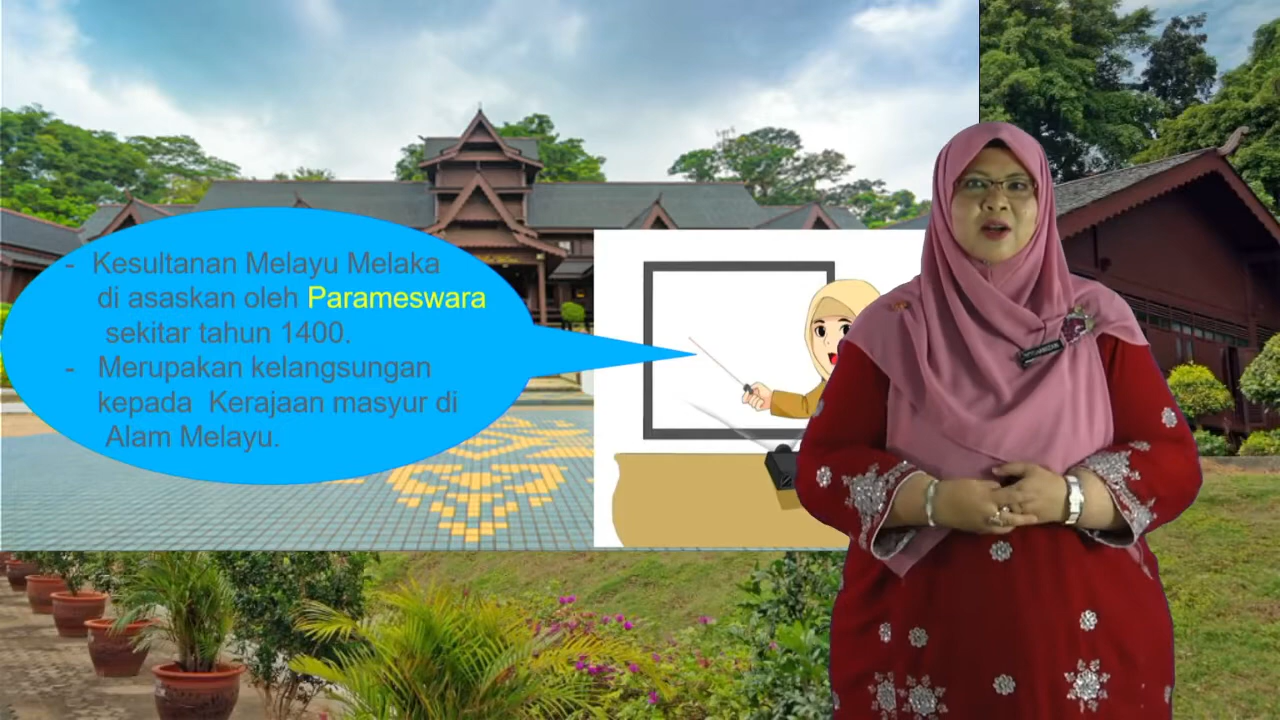 - Kesultanan Melayu Melaka
di asaskan oleh Parameswara
sekitar tahun 1400.
- Merupakan kelangsungan
kepada Kerajaan masyur di
Alam Melayu.